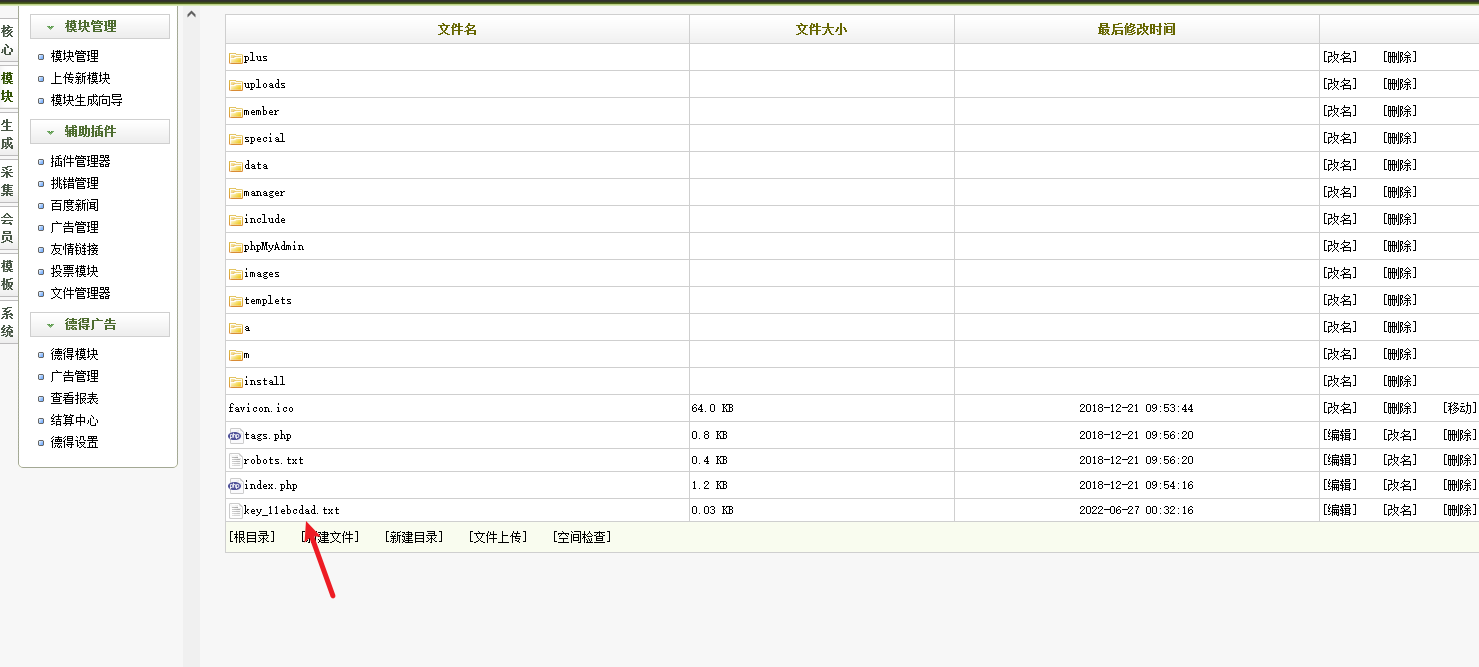 核心
模块
生成
采集
会员
模板
系统
模块管理
模块管理
上传新模块
模块生成向导
辅助插件
插件管理器
挑错管理
百度新闻
广告管理
友情链接
投票模块
文件管理器
德得广告
德得模块
广告管理
查看报表
结算中心
德得设置
文件名 文件大小 最后修改时间
plus [改名] [删除]
uploads [改名] [删除]
member [改名] [删除]
special [改名] [删除]
data [改名] [删除]
manager [改名] [删除]
include [改名] [删除]
phpMyAdmin [改名] [删除]
images [改名] [删除]
templets [改名] [删除]
a [改名] [删除]
m [改名] [删除]
install [改名] [删除]
favicon.ico 64.0 KB 2018-12-21 09:53:44 [改名] [删除] [移动]
php tags.php 0.8 KB 2018-12-21 09:56:20 [编辑] [改名] [删除]
robots.txt 0.4 KB 2018-12-21 09:56:20 [编辑] [改名] [删除]
php index.php 1.2 KB 2018-12-21 09:54:16 [编辑] [改名] [删除]
key_11ebcdad.txt 0.03 KB 2022-06-27 00:32:16 [编辑] [改名] [删除]
[根目录] [新建文件] [新建目录] [文件上传] [空间检查]